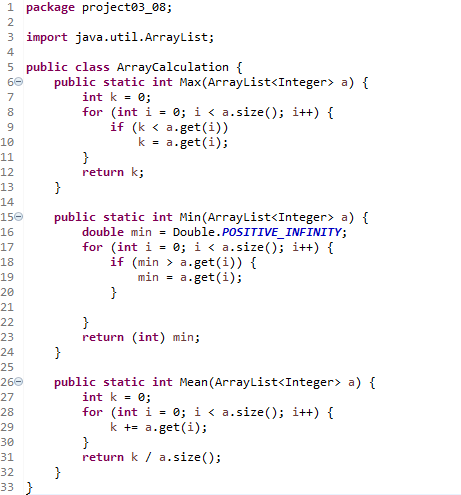 1 package project03_08;
2
3 import java.util.ArrayList;
4
5 public class ArrayCalculation {
6     public static int Max(ArrayList<Integer> a) {
7         int k = 0;
8         for (int i = 0; i < a.size(); i++) {
9             if (k < a.get(i))
10                 k = a.get(i);
11         }
12         return k;
13     }
14
15     public static int Min(ArrayList<Integer> a) {
16         double min = Double.POSITIVE_INFINITY;
17         for (int i = 0; i < a.size(); i++) {
18             if (min > a.get(i)) {
19                 min = a.get(i);
20             }
21
22         }
23         return (int) min;
24     }
25
26     public static int Mean(ArrayList<Integer> a) {
27         int k = 0;
28         for (int i = 0; i < a.size(); i++) {
29             k += a.get(i);
30         }
31         return k / a.size();
32     }
33 }